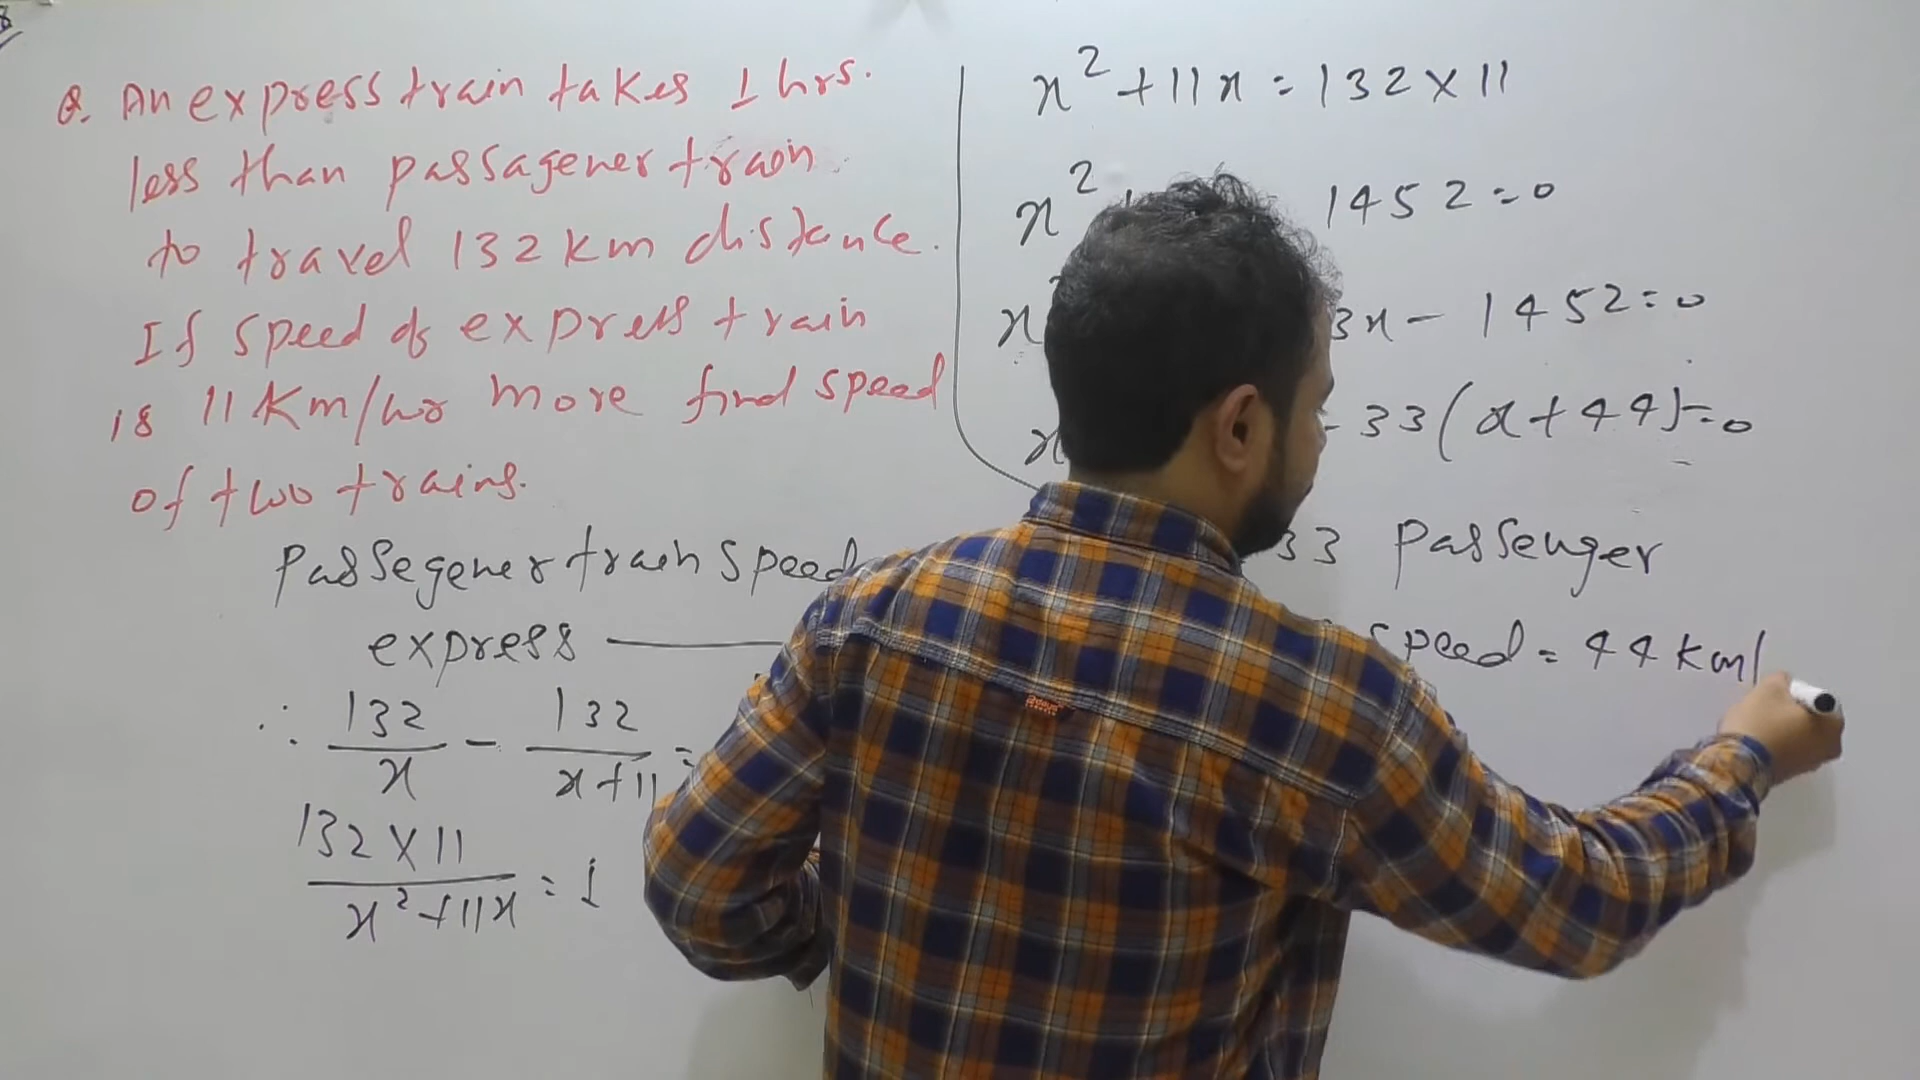 Q. An express train takes 1 hrs.
less than passagener train
to travel 132 km distance.
If speed of express train
is 11 Km/hr more find speed
of two trains.
passegener train speed
express
∴ 132/x - 132/x+11 =
132 X 11/x²+11x = 1
x²+11x = 132 X 11
x² 1452=0
x 3x - 1452=0
x - 33(x+44)=0
33 Passenger
speed = 44 km/